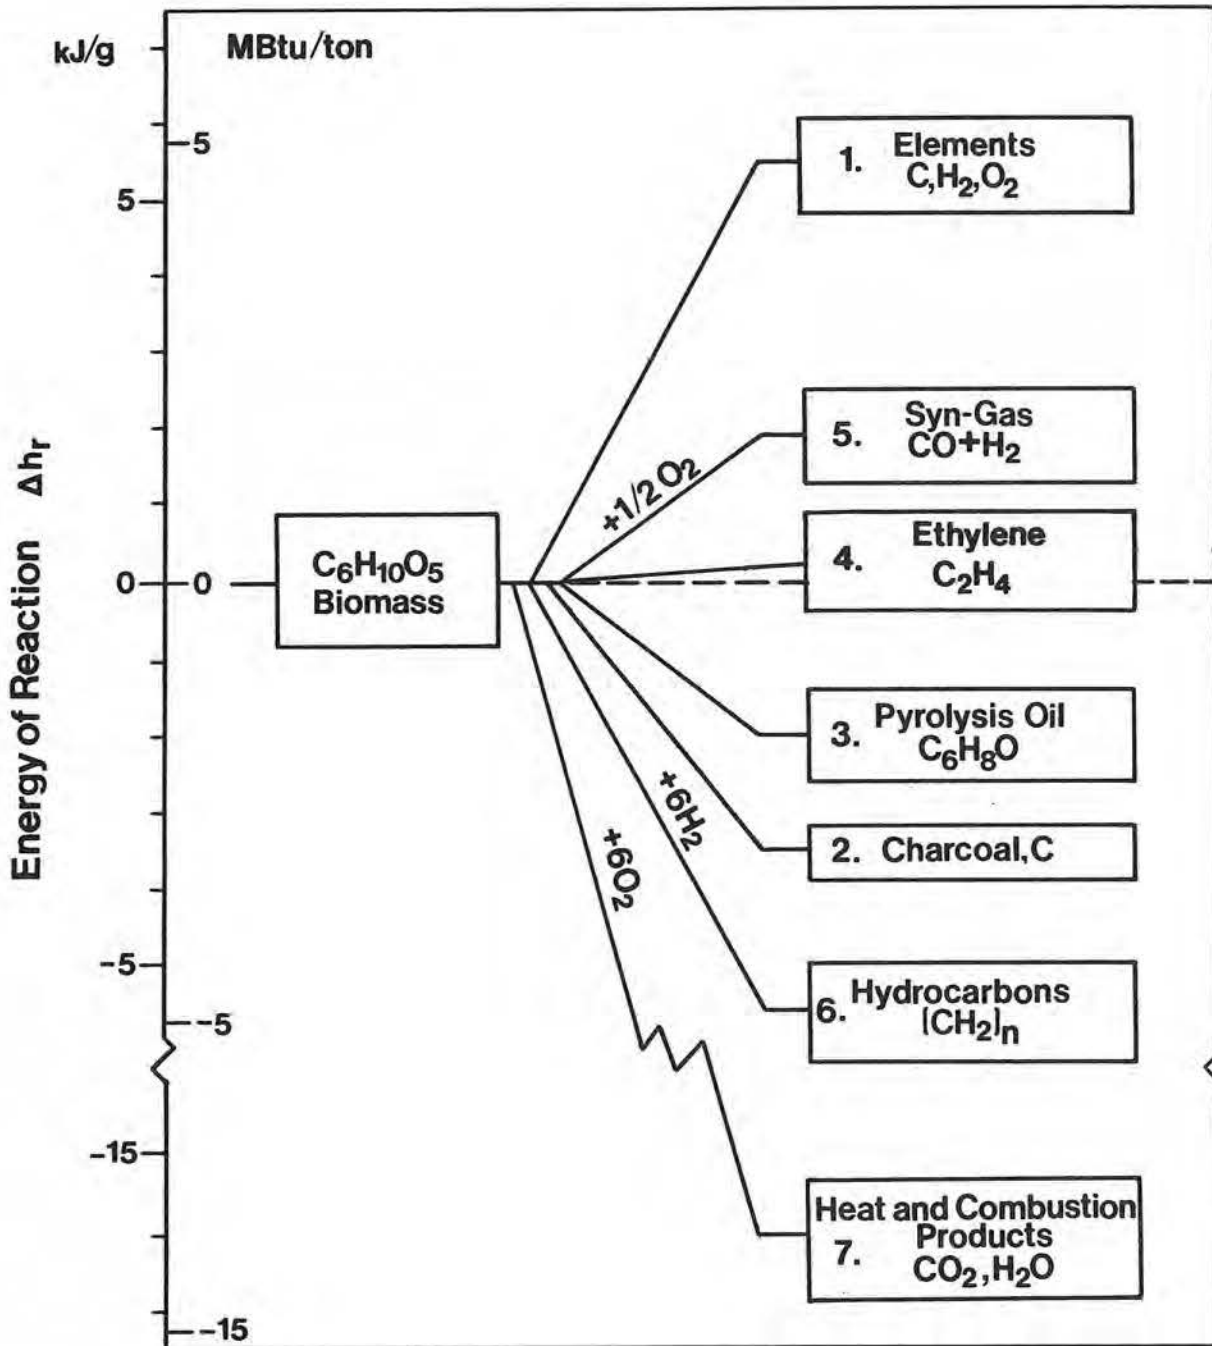 kJ/g
MBtu/ton
5
5
0
0
-5
-5
-15
-15
Energy of Reaction Δhr
C6H10O5
Biomass
+1/2 O2
+6H2
+6O2
1. Elements
C,H2,O2
5. Syn-Gas
CO+H2
4. Ethylene
C2H4
3. Pyrolysis Oil
C6H8O
2. Charcoal,C
6. Hydrocarbons
(CH2)n
Heat and Combustion
Products
7. CO2,H2O